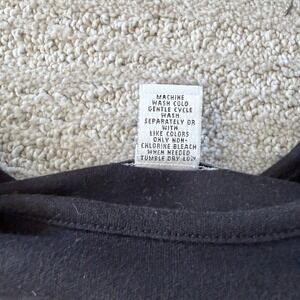 MACHINE
WASH COLD
GENTLE CYCLE
WASH
SEPARATELY OR
WITH
LIKE COLORS
ONLY NON-
CHLORINE BLEACH
WHEN NEEDED
TUMBLE DRY LOW